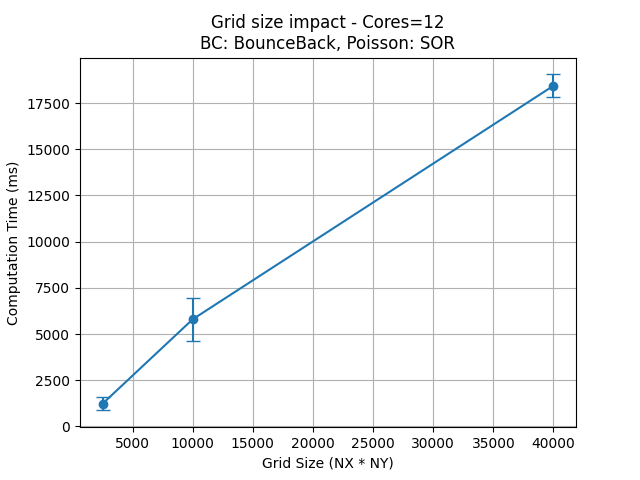 Grid size impact - Cores=12
BC: BounceBack, Poisson: SOR
Computation Time (ms)
17500
15000
12500
10000
7500
5000
2500
0
5000 10000 15000 20000 25000 30000 35000 40000
Grid Size (NX * NY)